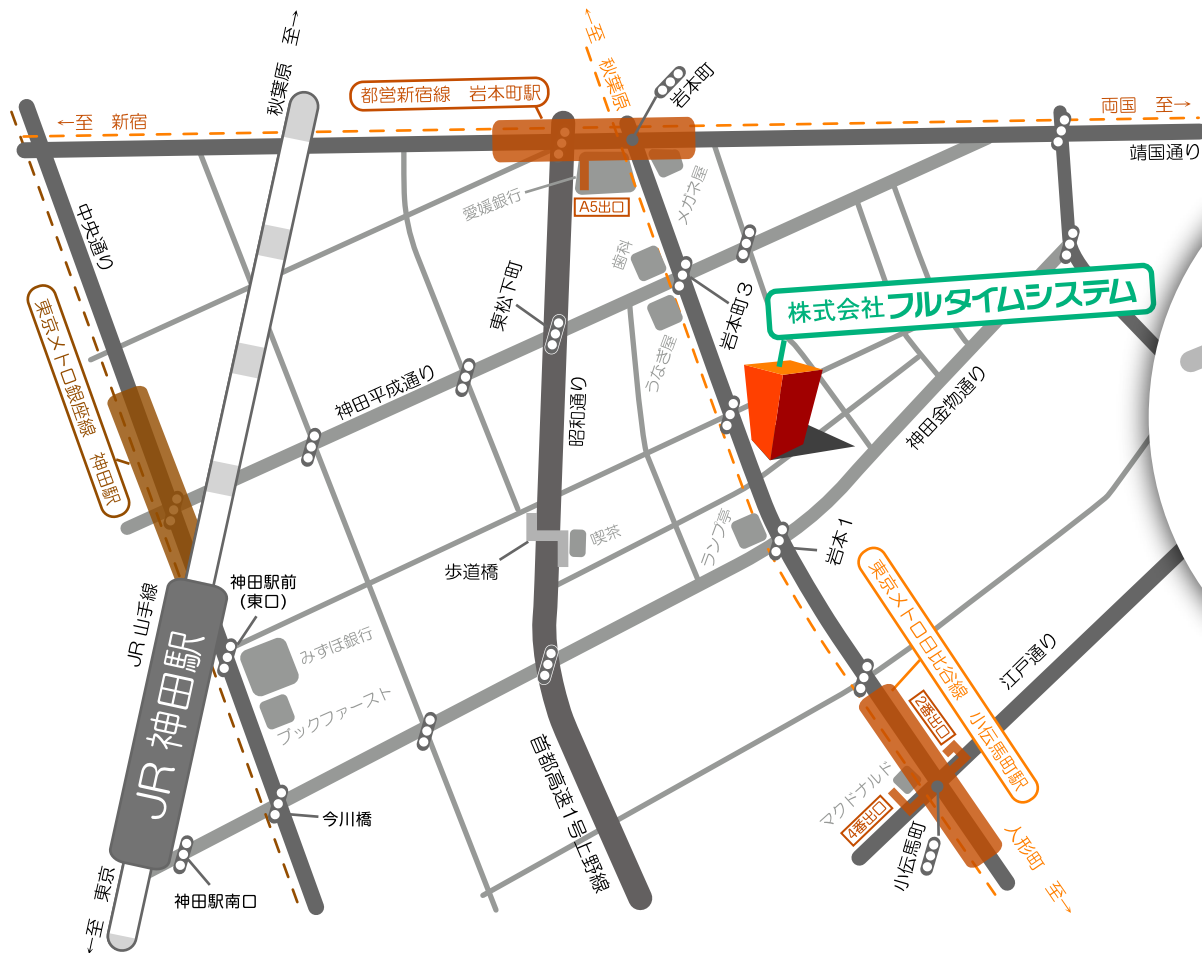 秋葉原　至→
←至　秋葉原
都営新宿線　岩本町駅
岩本町
←至　新宿
両国　至→
靖国通り
中央通り
愛媛銀行
A5出口
メガネ屋
歯科
東松下町
岩本町3
株式会社フルタイムシステム
うなぎ屋
東京メトロ銀座線　神田駅
神田平成通り
昭和通り
神田金物通り
ランプ亭
喫茶
歩道橋
岩本1
JR 山手線
神田駅前
(東口)
JR 神田駅
みずほ銀行
ブックファースト
東京メトロ日比谷線　小伝馬町駅
江戸通り
2番出口
マクドナルド
4番出口
小伝馬町
首都高速1号上野線
今川橋
神田駅南口
←至　東京
人形町　至→